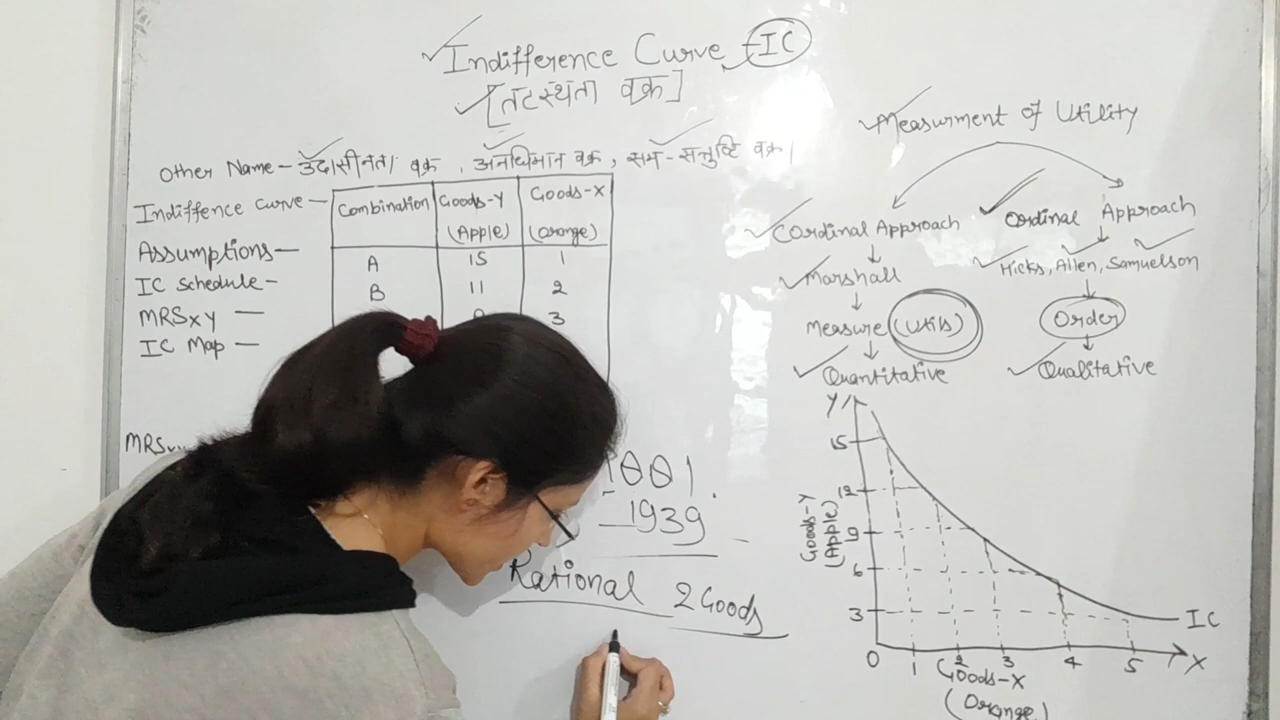 Indifference Curve - IC
[तटस्थता वक्र]
Other Name - उदासीनता वक्र, अनधिमान वक्र, सम-सन्तुष्टि वक्र।
Indiffence curve -
Assumptions -
IC Schedule -
MRSxy -
IC Map -
Combination Goods-Y (Apple) Goods-X (orange)
A 15 1
B 11 2
3
1939
Rational 2 Goods
Measurment of Utility
Cordinal Approach
Marshall
Measure (Utils)
Quantitative
Ordinal Approach
Hicks, Allen, Samuelson
Order
Qualitative
Y
15
12
9
6
3
0 1 2 3 4 5 X
IC
Goods-Y
(Apple)
Goods-X
(Orange)